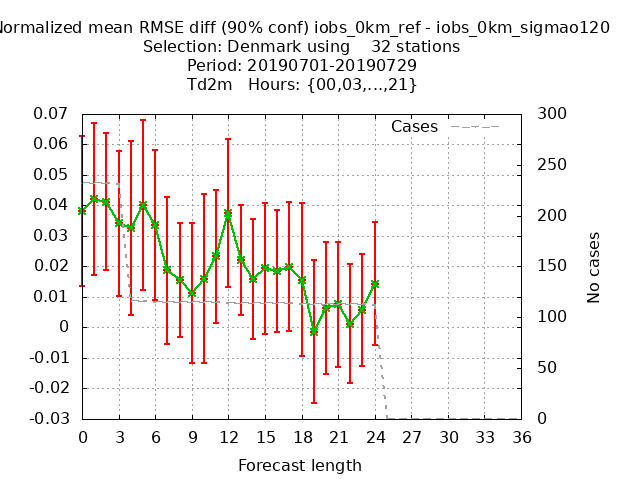 Normalized mean RMSE diff (90% conf) iobs_0km_ref - iobs_0km_sigmao120
Selection: Denmark using 32 stations
Period: 20190701-20190729
Td2m Hours: {00,03,...,21}
0.07
0.06
0.05
0.04
0.03
0.02
0.01
0
-0.01
-0.02
-0.03
Cases
300
250
200
150
100
50
0
No cases
0 3 6 9 12 15 18 21 24 27 30 33 36
Forecast length